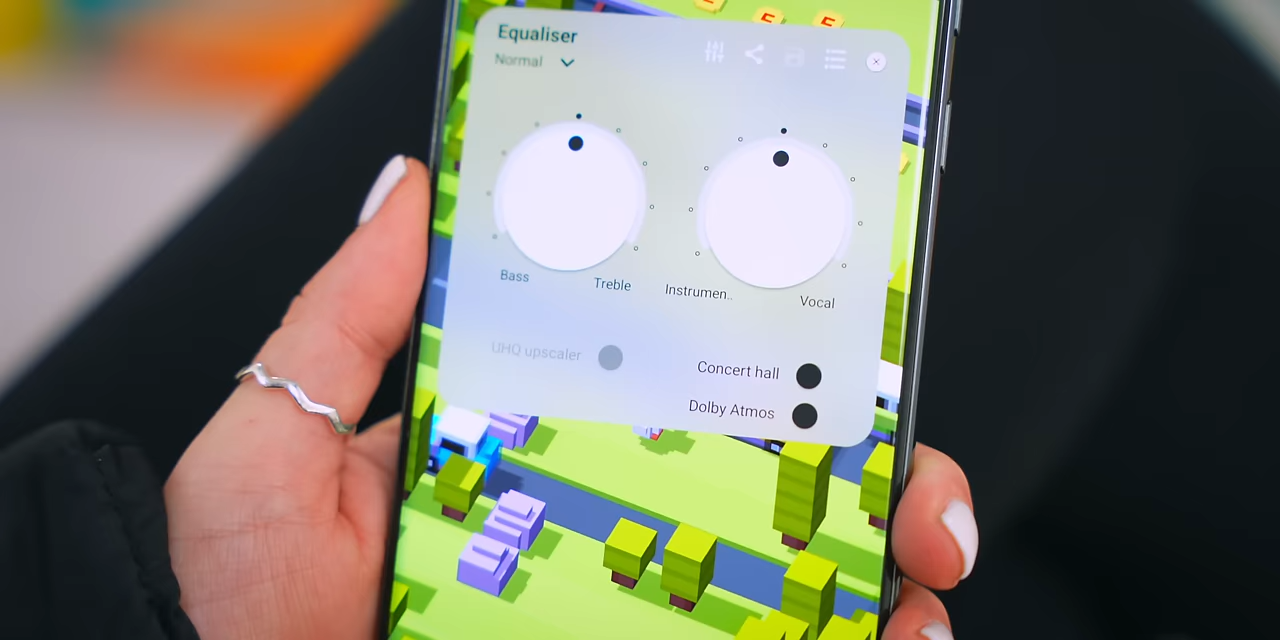 Equaliser
Normal
Bass
Treble
Instrumen..
Vocal
UHQ upscaler
Concert hall
Dolby Atmos